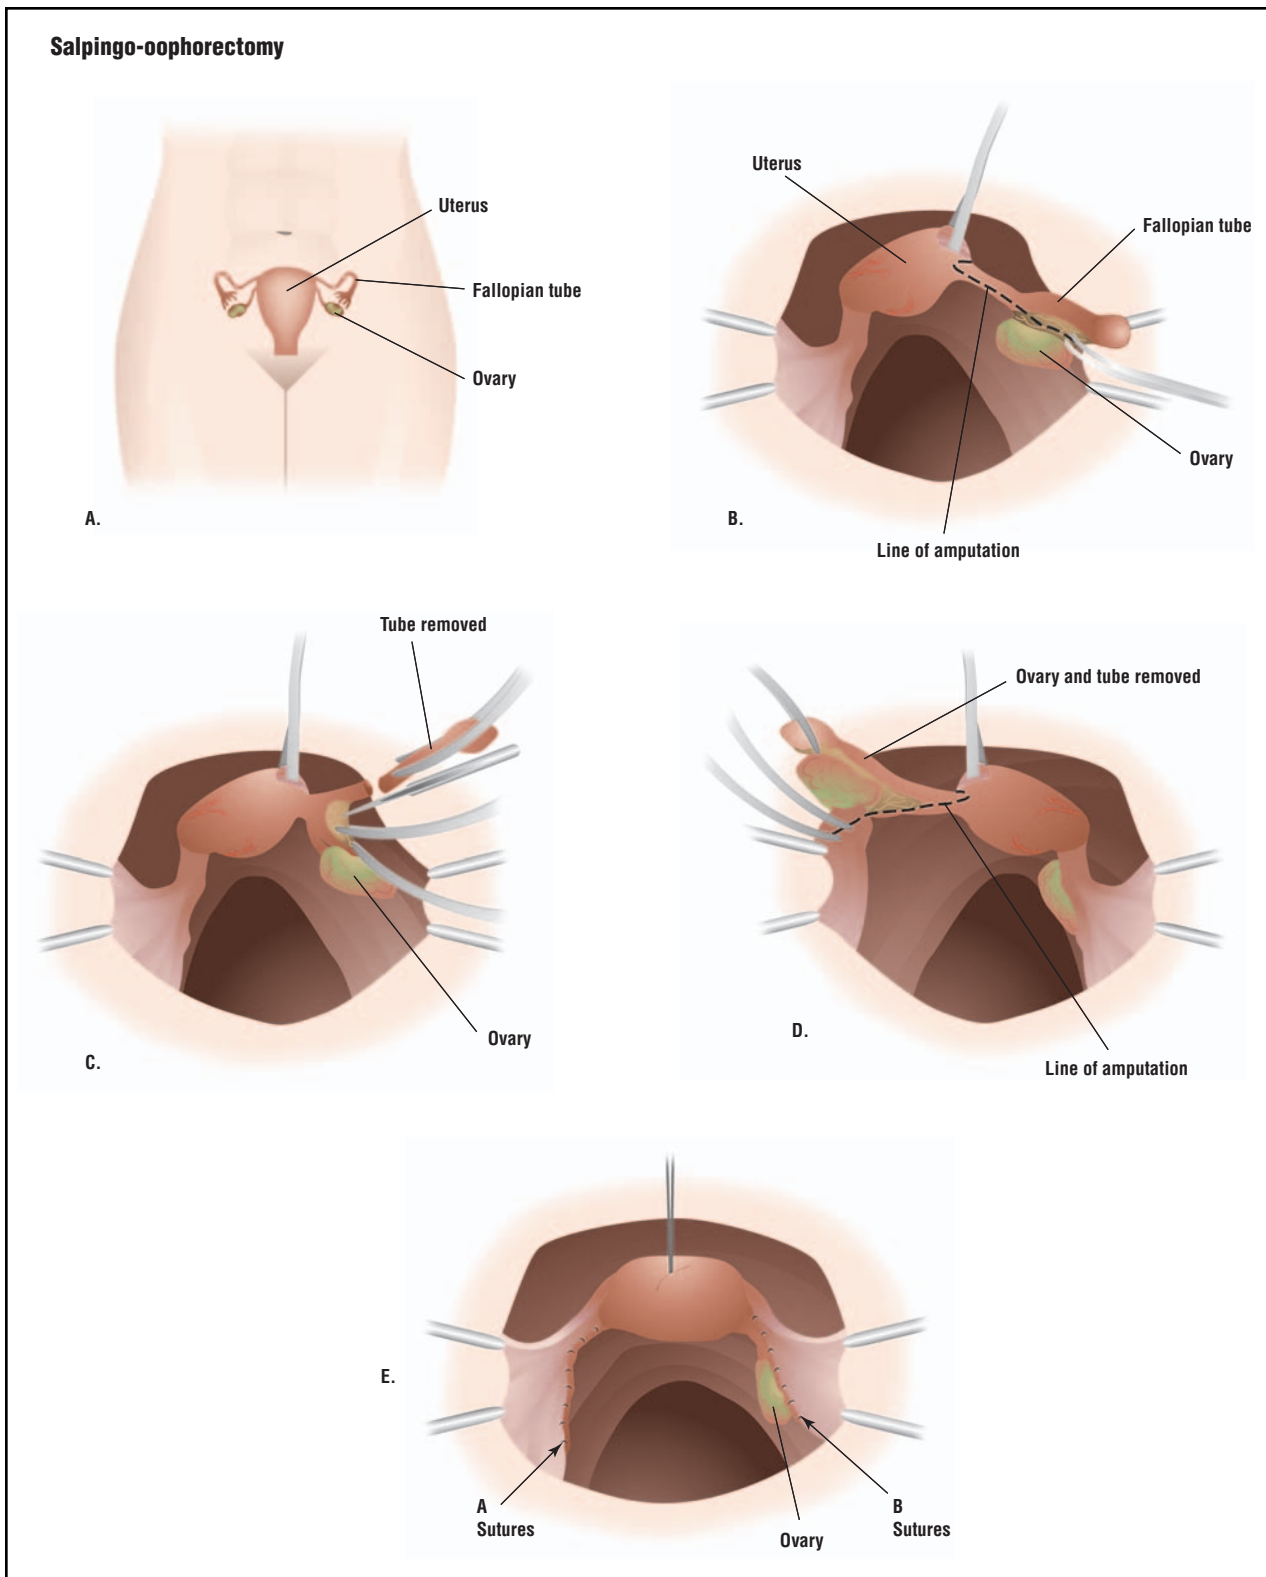 Salpingo-oophorectomy
Uterus
Fallopian tube
Ovary
A.
Uterus
Fallopian tube
Ovary
B.
Line of amputation
Tube removed
Ovary
C.
Ovary and tube removed
D.
Line of amputation
E.
A
Sutures
Ovary
B
Sutures